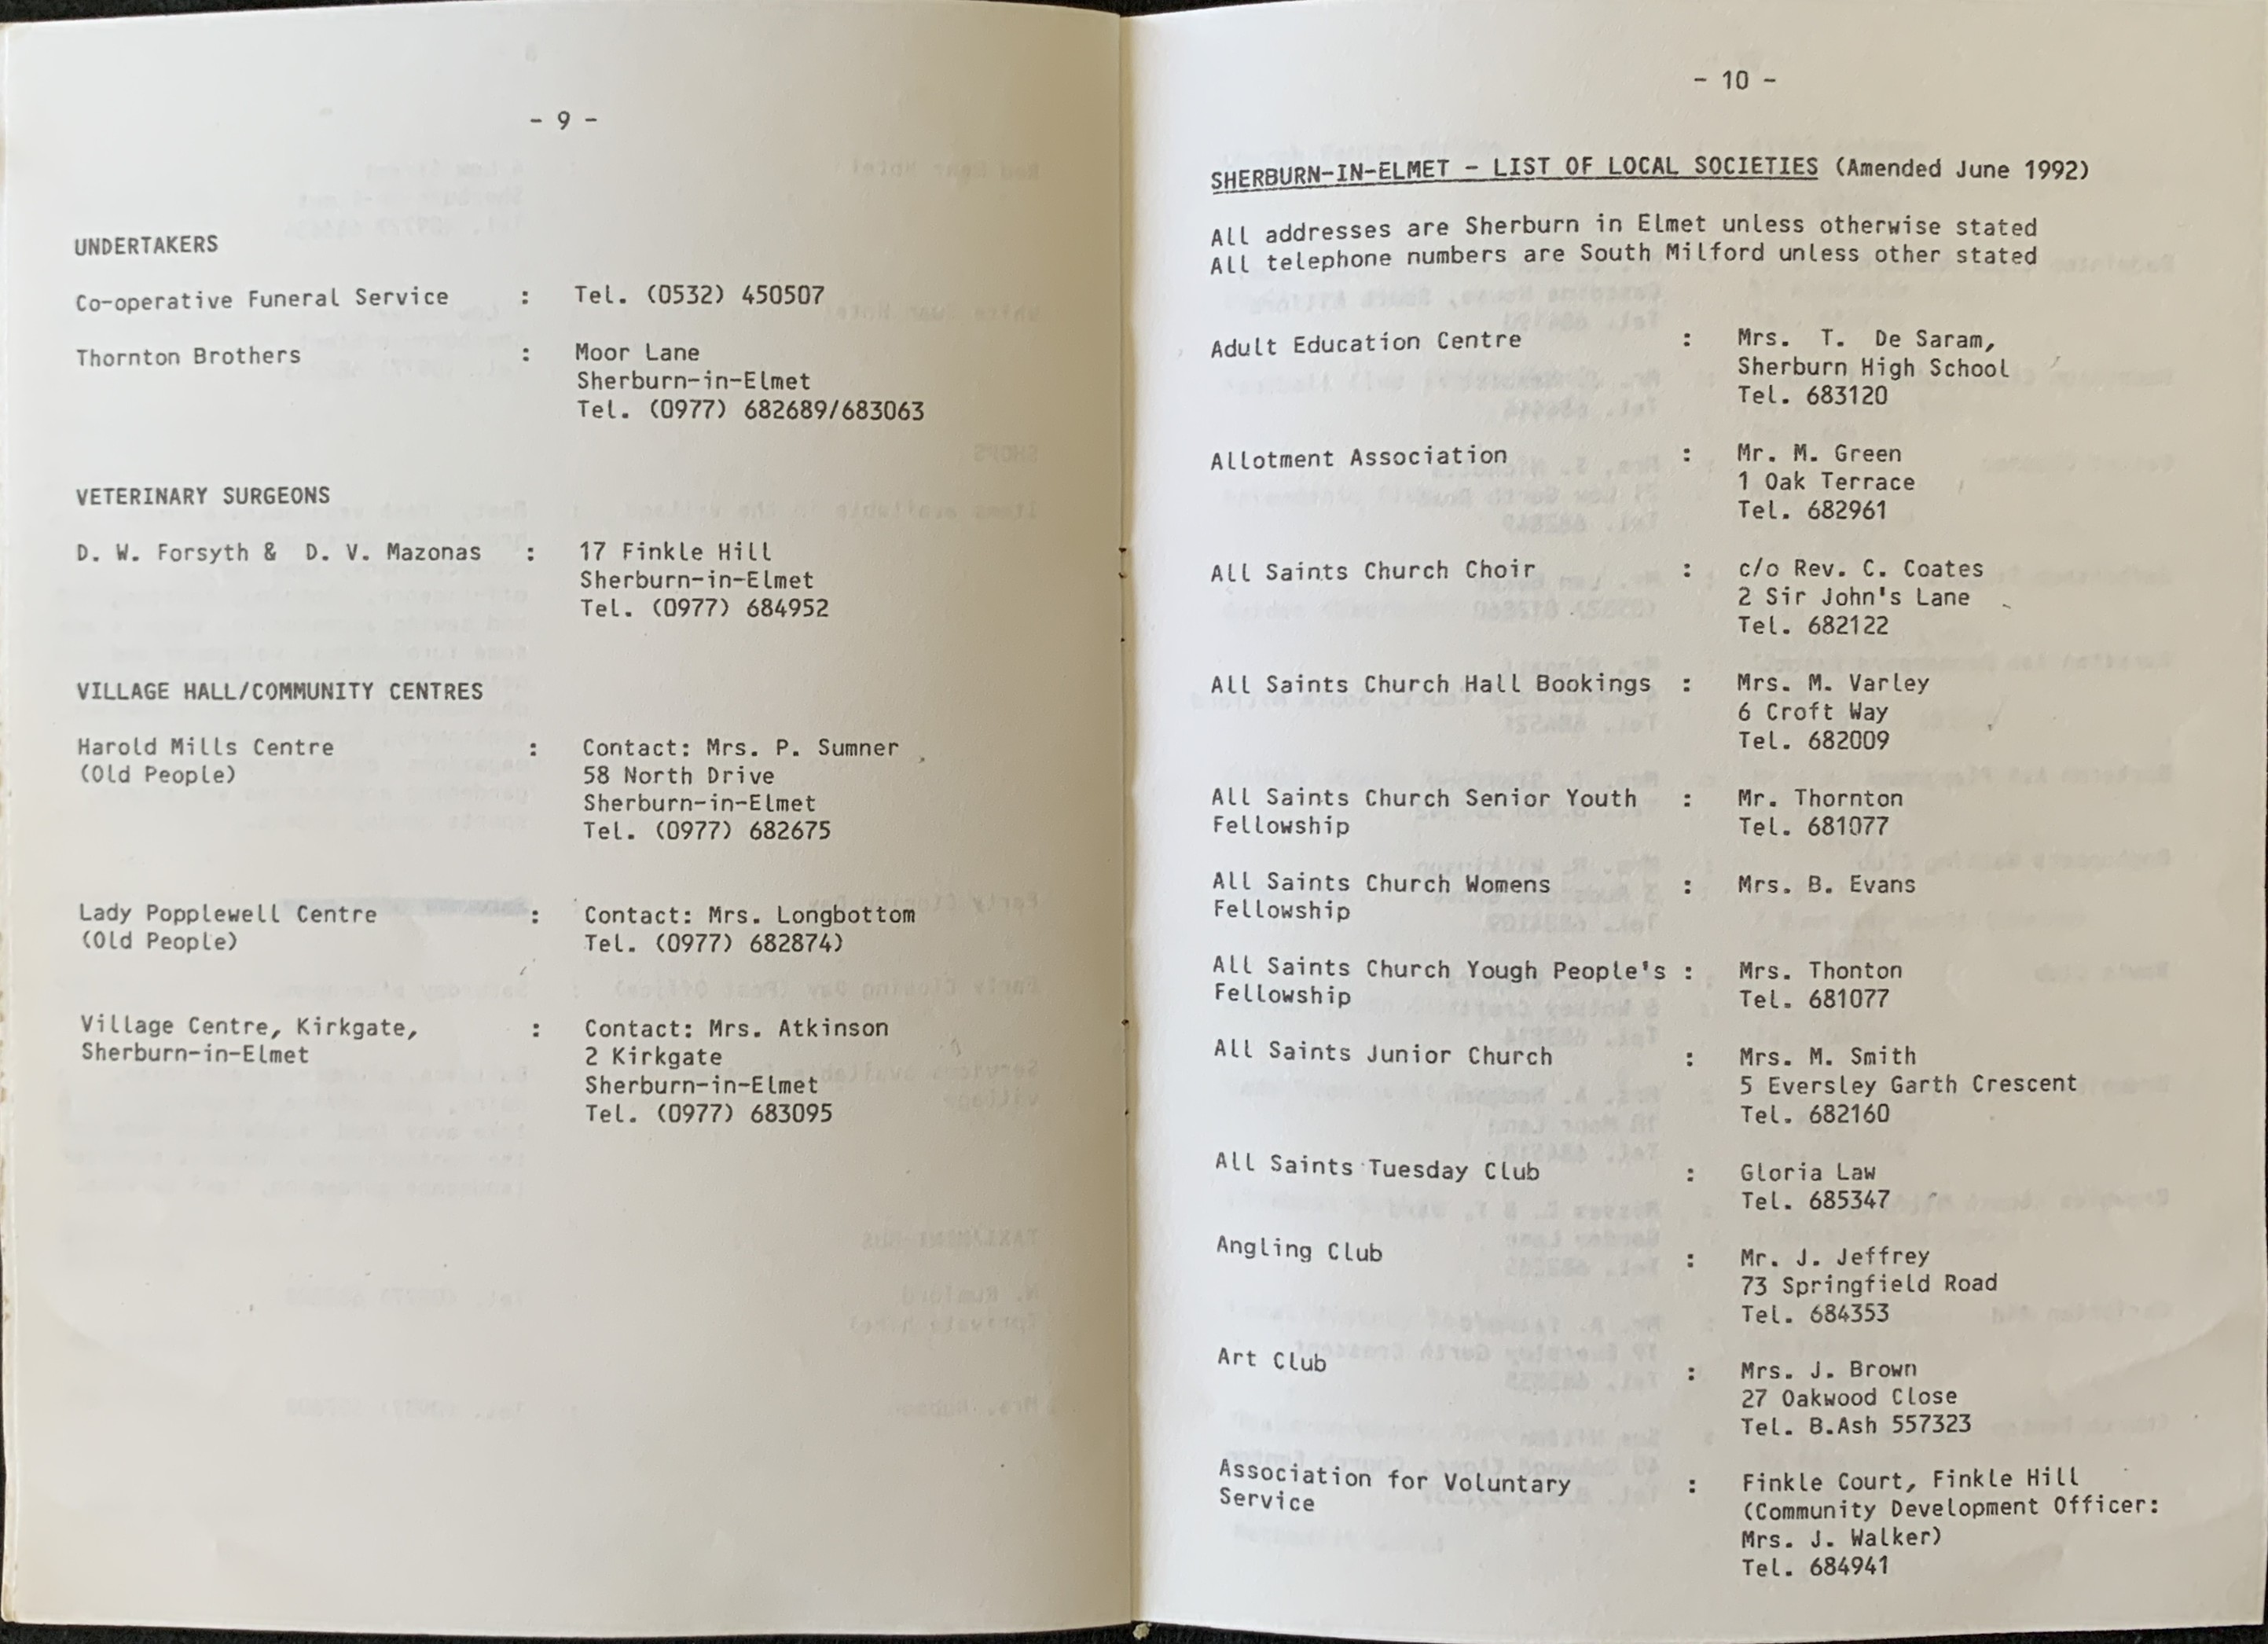 - 9 -
UNDERTAKERS
Co-operative Funeral Service : Tel. (0532) 450507
Thornton Brothers : Moor Lane
Sherburn-in-Elmet
Tel. (0977) 682689/683063
VETERINARY SURGEONS
D. W. Forsyth & D. V. Mazonas : 17 Finkle Hill
Sherburn-in-Elmet
Tel. (0977) 684952
VILLAGE HALL/COMMUNITY CENTRES
Harold Mills Centre : Contact: Mrs. P. Sumner
(Old People) 58 North Drive
Sherburn-in-Elmet
Tel. (0977) 682675
Lady Popplewell Centre : Contact: Mrs. Longbottom
(Old People) Tel. (0977) 682874)
Village Centre, Kirkgate, : Contact: Mrs. Atkinson
Sherburn-in-Elmet 2 Kirkgate
Sherburn-in-Elmet
Tel. (0977) 683095
- 10 -
SHERBURN-IN-ELMET - LIST OF LOCAL SOCIETIES (Amended June 1992)
All addresses are Sherburn in Elmet unless otherwise stated
All telephone numbers are South Milford unless other stated
Adult Education Centre : Mrs. T. De Saram,
Sherburn High School
Tel. 683120
Allotment Association : Mr. M. Green
1 Oak Terrace
Tel. 682961
All Saints Church Choir : c/o Rev. C. Coates
2 Sir John's Lane
Tel. 682122
All Saints Church Hall Bookings : Mrs. M. Varley
6 Croft Way
Tel. 682009
All Saints Church Senior Youth : Mr. Thornton
Fellowship Tel. 681077
All Saints Church Womens : Mrs. B. Evans
Fellowship
All Saints Church Yough People's : Mrs. Thonton
Fellowship Tel. 681077
All Saints Junior Church : Mrs. M. Smith
5 Eversley Garth Crescent
Tel. 682160
All Saints Tuesday Club : Gloria Law
Tel. 685347
Angling Club : Mr. J. Jeffrey
73 Springfield Road
Tel. 684353
Art Club : Mrs. J. Brown
27 Oakwood Close
Tel. B.Ash 557323
Association for Voluntary : Finkle Court, Finkle Hill
Service (Community Development Officer:
Mrs. J. Walker)
Tel. 684941